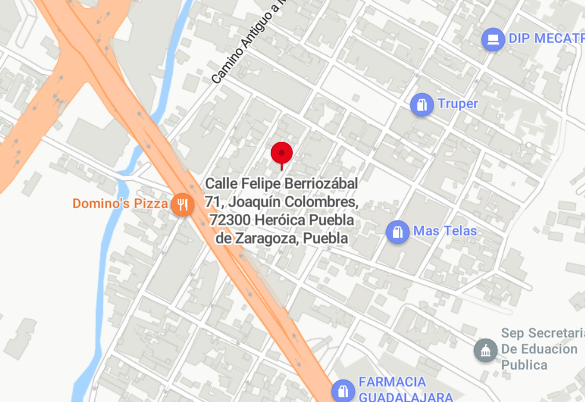 DIP MECATR
Camino Antiguo a M
Truper
Calle Felipe Berriozábal
71, Joaquín Colombres,
72300 Heróica Puebla
de Zaragoza, Puebla
Domino's Pizza
Mas Telas
Sep Secretaria
De Eduacion
Publica
FARMACIA
GUADALAJARA